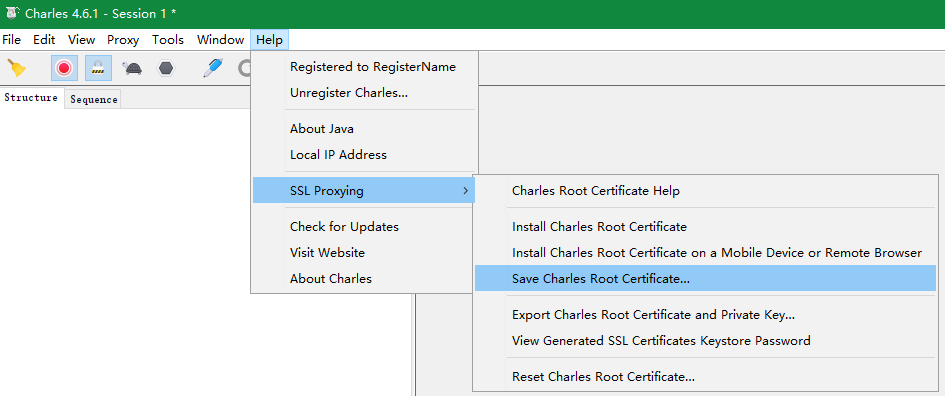 Charles 4.6.1 - Session 1 *
File Edit View Proxy Tools Window Help
Structure Sequence
Registered to RegisterName
Unregister Charles...
About Java
Local IP Address
SSL Proxying
Check for Updates
Visit Website
About Charles
Charles Root Certificate Help
Install Charles Root Certificate
Install Charles Root Certificate on a Mobile Device or Remote Browser
Save Charles Root Certificate...
Export Charles Root Certificate and Private Key...
View Generated SSL Certificates Keystore Password
Reset Charles Root Certificate...